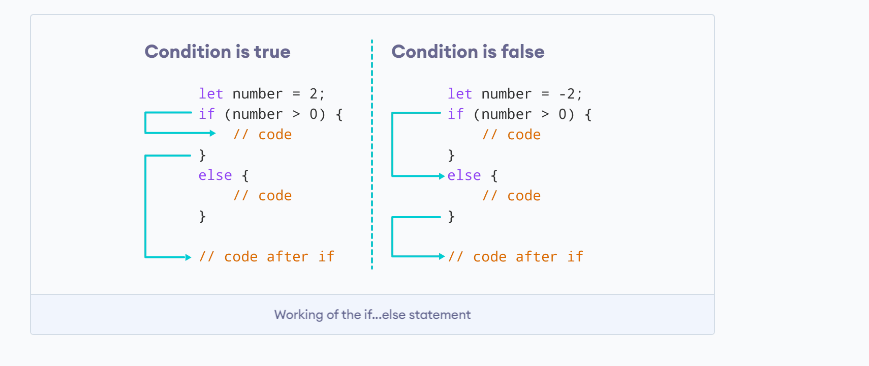 Condition is true
let number = 2;
if (number > 0) {
// code
}
else {
// code
}
// code after if
Condition is false
let number = -2;
if (number > 0) {
// code
}
else {
// code
}
// code after if
Working of the if...else statement